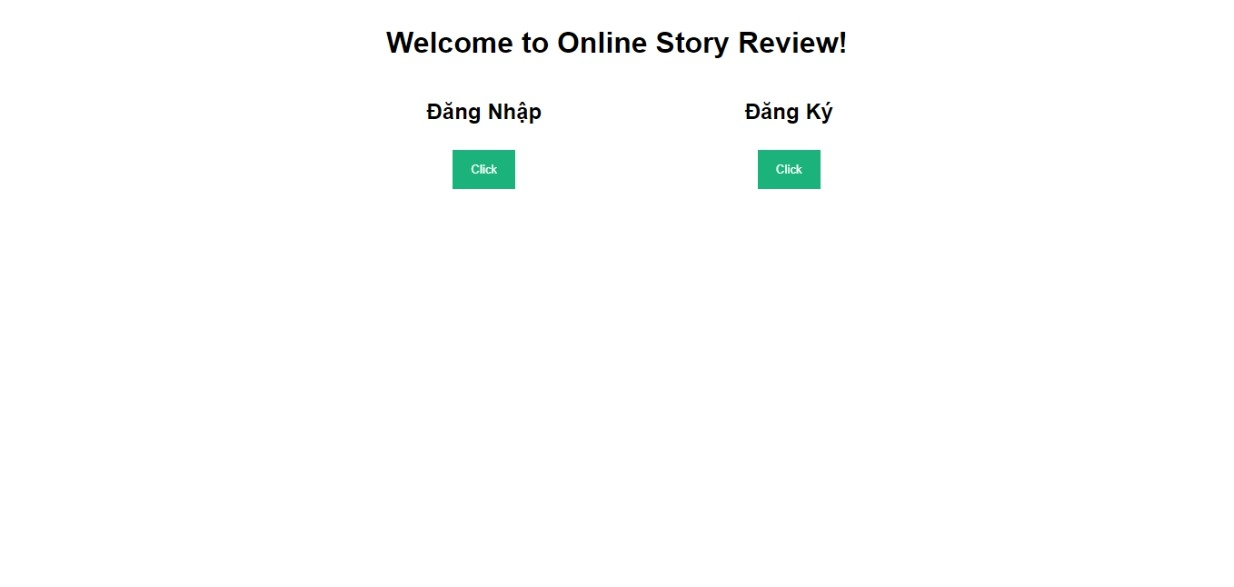 Welcome to Online Story Review!
Đăng Nhập
Đăng Ký
Click
Click